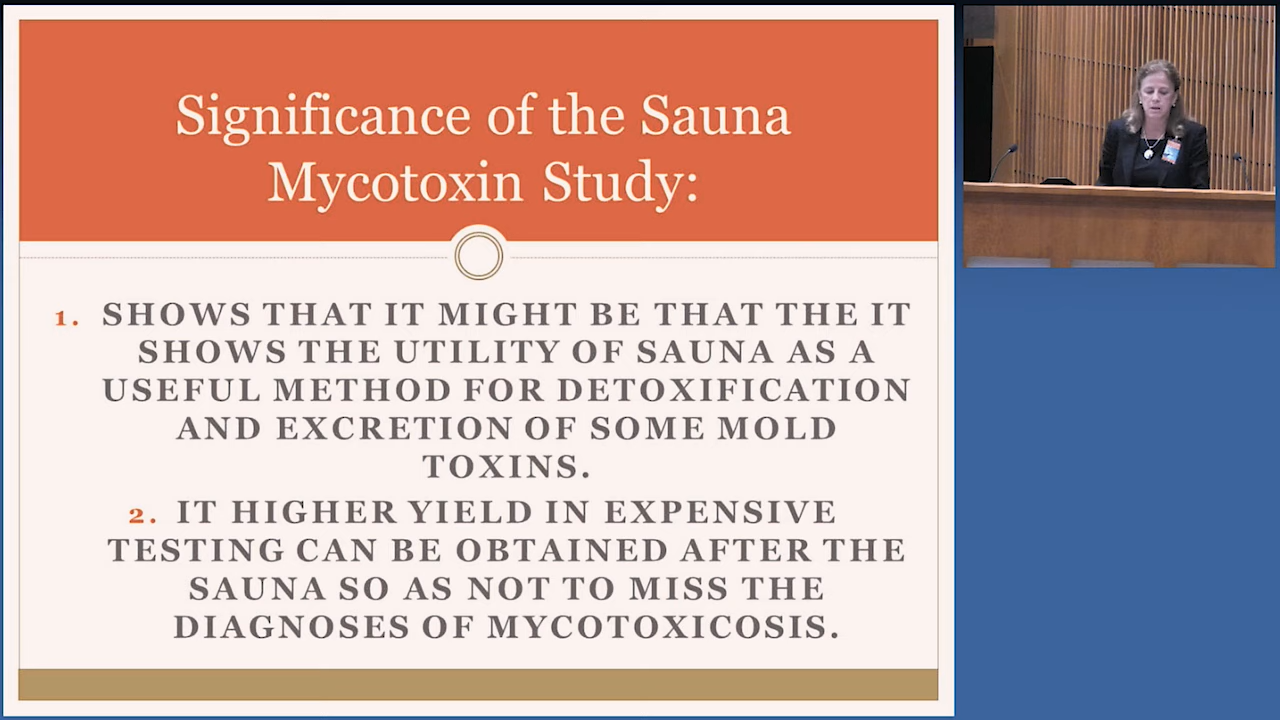 Significance of the Sauna
Mycotoxin Study:
1. SHOWS THAT IT MIGHT BE THAT THE IT
SHOWS THE UTILITY OF SAUNA AS A
USEFUL METHOD FOR DETOXIFICATION
AND EXCRETION OF SOME MOLD
TOXINS.
2. IT HIGHER YIELD IN EXPENSIVE
TESTING CAN BE OBTAINED AFTER THE
SAUNA SO AS NOT TO MISS THE
DIAGNOSES OF MYCOTOXICOSIS.